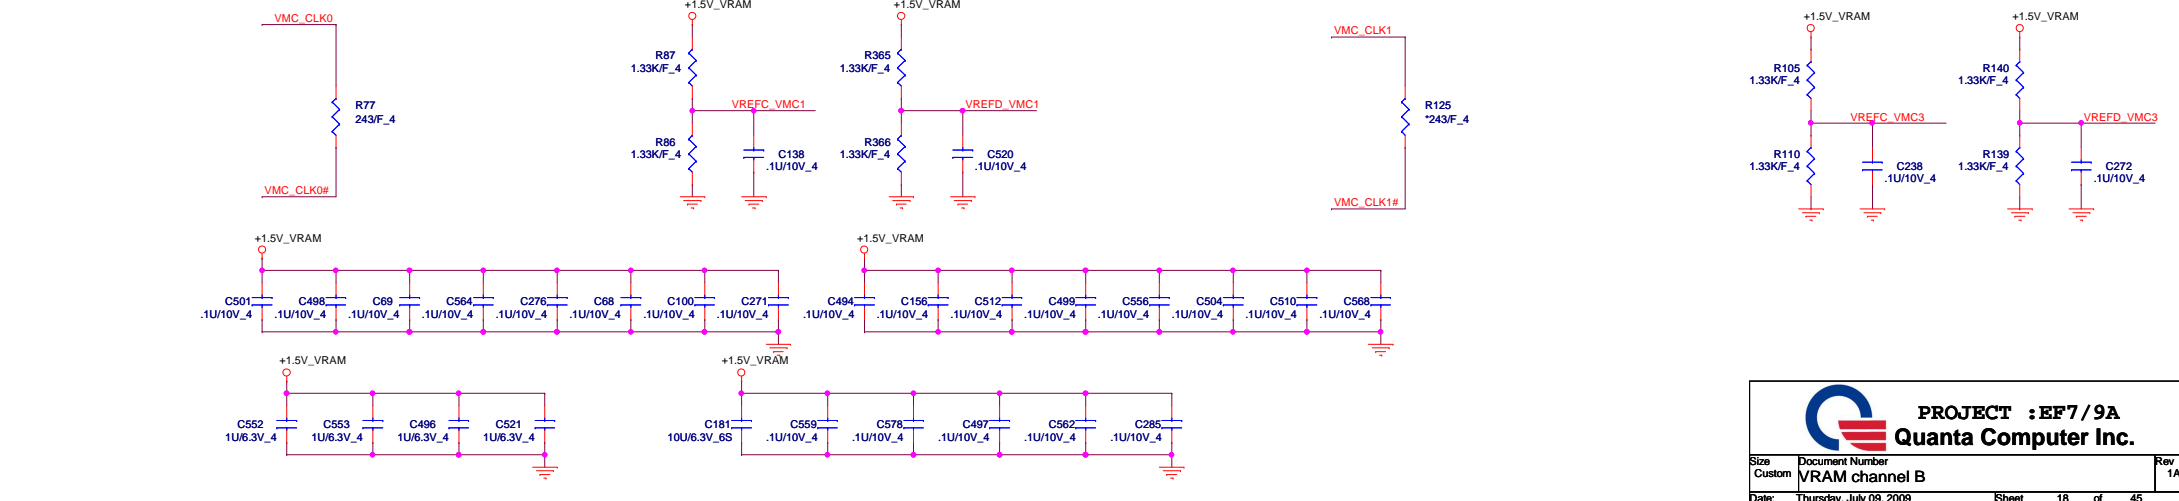 VMC_CLK0
R77
243/F_4
VMC_CLK0#
+1.5V_VRAM
R87
1.33K/F_4
VREFC_VMC1
R86
1.33K/F_4
C138
.1U/10V_4
+1.5V_VRAM
R365
1.33K/F_4
VREFD_VMC1
R366
1.33K/F_4
C520
.1U/10V_4
VMC_CLK1
R125
*243/F_4
VMC_CLK1#
+1.5V_VRAM
R105
1.33K/F_4
VREFC_VMC3
R110
1.33K/F_4
C238
.1U/10V_4
+1.5V_VRAM
R140
1.33K/F_4
VREFD_VMC3
R139
1.33K/F_4
C272
.1U/10V_4
+1.5V_VRAM
C501 C498 C69 C564 C276 C68 C100 C271
.1U/10V_4 .1U/10V_4 .1U/10V_4 .1U/10V_4 .1U/10V_4 .1U/10V_4 .1U/10V_4 .1U/10V_4
+1.5V_VRAM
C494 C156 C512 C499 C556 C504 C510 C568
.1U/10V_4 .1U/10V_4 .1U/10V_4 .1U/10V_4 .1U/10V_4 .1U/10V_4 .1U/10V_4 .1U/10V_4
+1.5V_VRAM
C552 C553 C496 C521
1U/6.3V_4 1U/6.3V_4 1U/6.3V_4 1U/6.3V_4
+1.5V_VRAM
C181 C559 C578 C497 C562 C285
10U/6.3V_6S .1U/10V_4 .1U/10V_4 .1U/10V_4 .1U/10V_4 .1U/10V_4
PROJECT :EF7/9A
Quanta Computer Inc.
Size Document Number Rev
Custom VRAM channel B 1A
Date: Thursday, July 09, 2009 Sheet 18 of 45